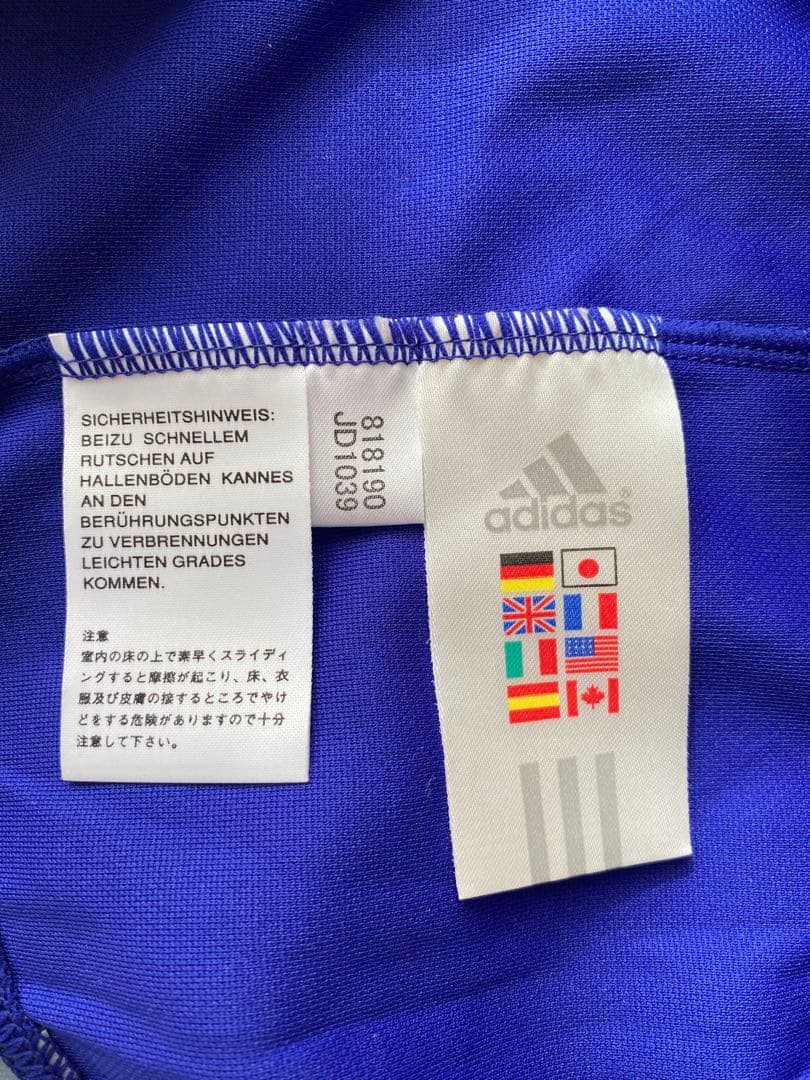 SICHERHEITSHINWEIS:
BEIZU SCHNELLEM
RUTSCHEN AUF
HALLENBÖDEN KANNES
AN DEN
BERÜHRUNGSPUNKTEN
ZU VERBRENNUNGEN
LEICHTEN GRADES
KOMMEN.
注意
室内の床の上で素早くスライディ
ングすると摩擦が起こり、床、衣
服及び皮膚の接するところでやけ
どをする危険がありますので十分
注意して下さい。
818190
JD1039
adidas®